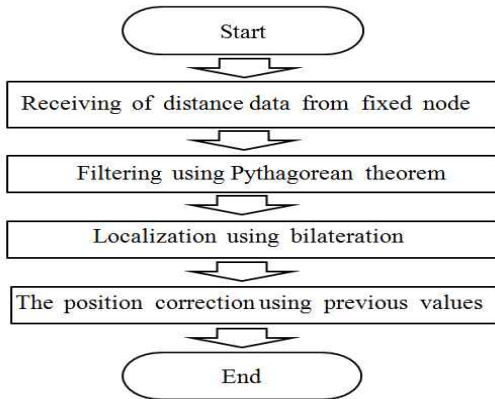 Start
Receiving of distance data from fixed node
Filtering using Pythagorean theorem
Localization using bilateration
The position correction using previous values
End